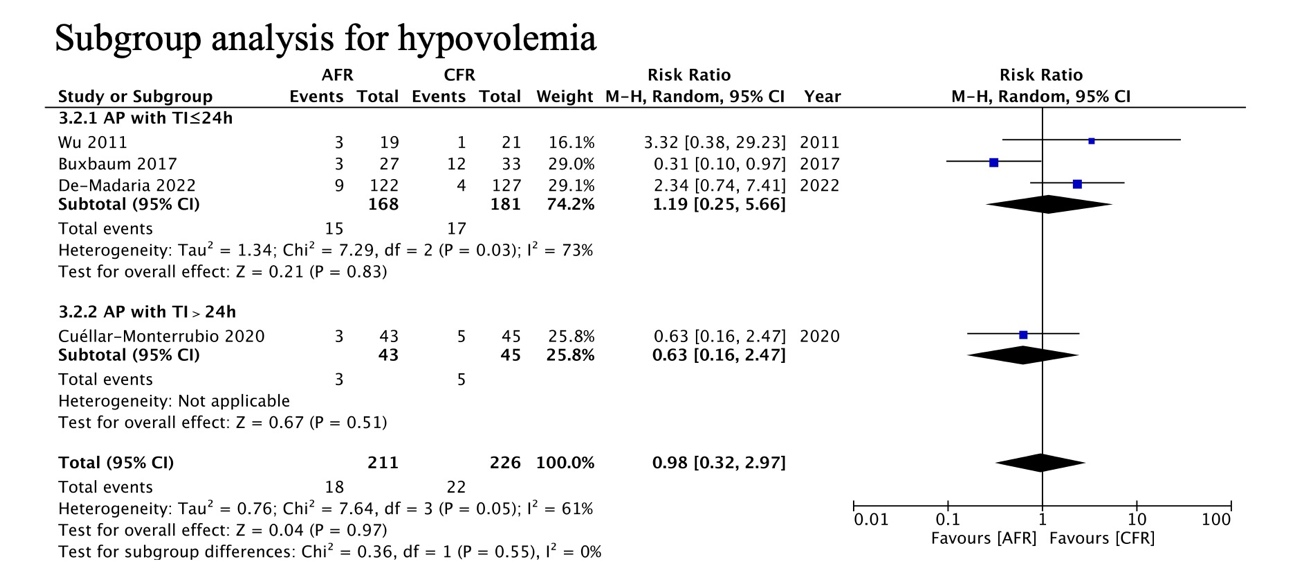 Subgroup analysis for hypovolemia
AFR CFR Risk Ratio Risk Ratio
Study or Subgroup Events Total Events Total Weight M-H, Random, 95% CI Year M-H, Random, 95% CI
3.2.1 AP with TI≤24h
Wu 2011 3 19 1 21 16.1% 3.32 [0.38, 29.23] 2011
Buxbaum 2017 3 27 12 33 29.0% 0.31 [0.10, 0.97] 2017
De-Madaria 2022 9 122 4 127 29.1% 2.34 [0.74, 7.41] 2022
Subtotal (95% CI) 168 181 74.2% 1.19 [0.25, 5.66]
Total events 15 17
Heterogeneity: Tau² = 1.34; Chi² = 7.29, df = 2 (P = 0.03); I² = 73%
Test for overall effect: Z = 0.21 (P = 0.83)
3.2.2 AP with TI > 24h
Cuéllar-Monterrubio 2020 3 43 5 45 25.8% 0.63 [0.16, 2.47] 2020
Subtotal (95% CI) 43 45 25.8% 0.63 [0.16, 2.47]
Total events 3 5
Heterogeneity: Not applicable
Test for overall effect: Z = 0.67 (P = 0.51)
Total (95% CI) 211 226 100.0% 0.98 [0.32, 2.97]
Total events 18 22
Heterogeneity: Tau² = 0.76; Chi² = 7.64, df = 3 (P = 0.05); I² = 61%
Test for overall effect: Z = 0.04 (P = 0.97)
Test for subgroup differences: Chi² = 0.36, df = 1 (P = 0.55), I² = 0%
0.01 0.1 1 10 100
Favours [AFR] Favours [CFR]